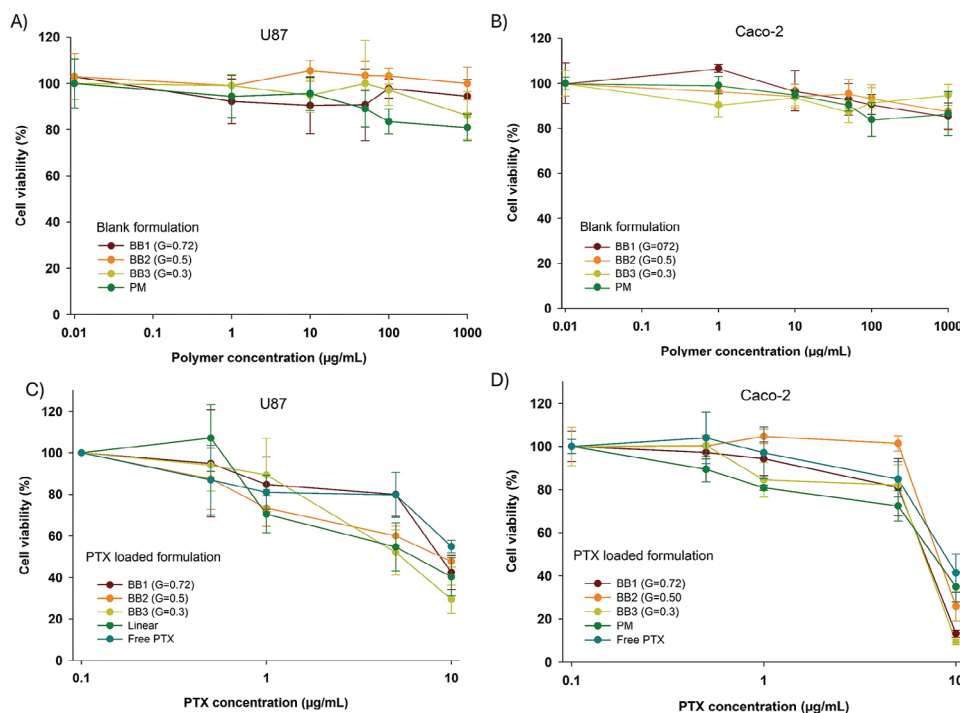 A)
U87
120
100
80
60
40
20
0
Cell viability (%)
Blank formulation
BB1 (G=0.72)
BB2 (G=0.5)
BB3 (G=0.3)
PM
0.01
0.1
1
10
100
1000
Polymer concentration (µg/mL)
B)
Caco-2
120
100
80
60
40
20
0
Cell viability (%)
Blank formulation
BB1 (G=072)
BB2 (G=0.5)
BB3 (G=0.3)
PM
0.01
0.1
1
10
100
1000
Polymer concentration (µg/mL)
C)
U87
120
100
80
60
40
20
0
Cell viability (%)
PTX loaded formulation
BB1 (G=0.72)
BB2 (G=0.5)
BB3 (G=0.3)
Linear
Free PTX
0.1
1
10
PTX concentration (µg/mL)
D)
Caco-2
120
100
80
60
40
20
0
Cell viability (%)
PTX loaded formulation
BB1 (G=0.72)
BB2 (G=0.50)
BB3 (G=0.3)
PM
Free PTX
0.1
1
10
PTX concentration (µg/mL)